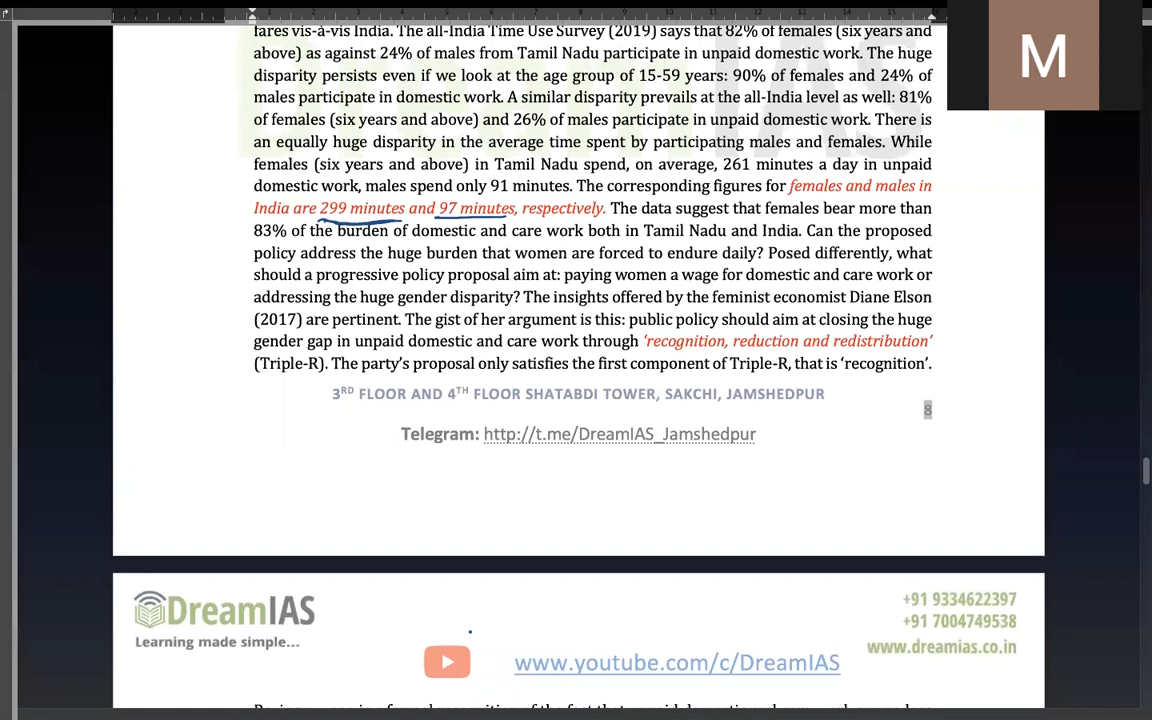 M
fares vis-à-vis India. The all-India Time Use Survey (2019) says that 82% of females (six years and
above) as against 24% of males from Tamil Nadu participate in unpaid domestic work. The huge
disparity persists even if we look at the age group of 15-59 years: 90% of females and 24% of
males participate in domestic work. A similar disparity prevails at the all-India level as well: 81%
of females (six years and above) and 26% of males participate in unpaid domestic work. There is
an equally huge disparity in the average time spent by participating males and females. While
females (six years and above) in Tamil Nadu spend, on average, 261 minutes a day in unpaid
domestic work, males spend only 91 minutes. The corresponding figures for females and males in
India are 299 minutes and 97 minutes, respectively. The data suggest that females bear more than
83% of the burden of domestic and care work both in Tamil Nadu and India. Can the proposed
policy address the huge burden that women are forced to endure daily? Posed differently, what
should a progressive policy proposal aim at: paying women a wage for domestic and care work or
addressing the huge gender disparity? The insights offered by the feminist economist Diane Elson
(2017) are pertinent. The gist of her argument is this: public policy should aim at closing the huge
gender gap in unpaid domestic and care work through ‘recognition, reduction and redistribution’
(Triple-R). The party’s proposal only satisfies the first component of Triple-R, that is ‘recognition’.
3RD FLOOR AND 4TH FLOOR SHATABDI TOWER, SAKCHI, JAMSHEDPUR
8
Telegram: http://t.me/DreamIAS_Jamshedpur
DreamIAS
Learning made simple...
+91 9334622397
+91 7004749538
www.dreamias.co.in
www.youtube.com/c/DreamIAS